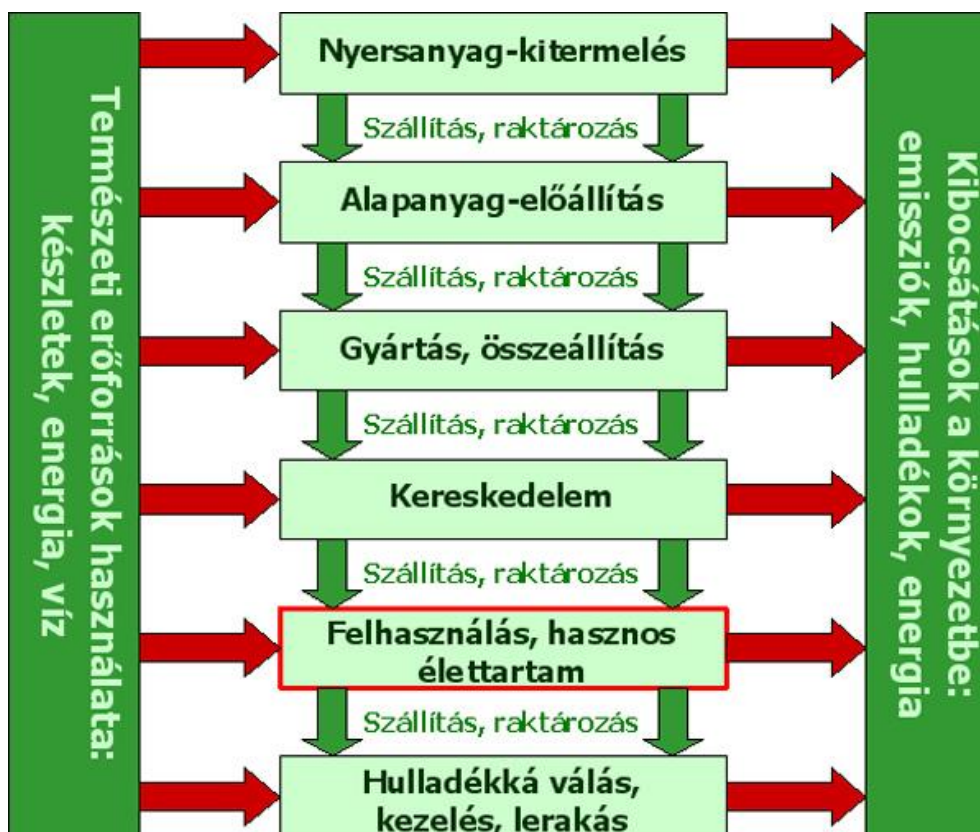 Természeti erőforrások használata:
készletek, energia, víz
Nyersanyag-kitermelés
Szállítás, raktározás
Alapanyag-előállítás
Szállítás, raktározás
Gyártás, összeállítás
Szállítás, raktározás
Kereskedelem
Szállítás, raktározás
Felhasználás, hasznos
élettartam
Szállítás, raktározás
Hulladékká válás,
kezelés, lerakás
Kibocsátások a környezetbe:
emissziók, hulladékok, energia